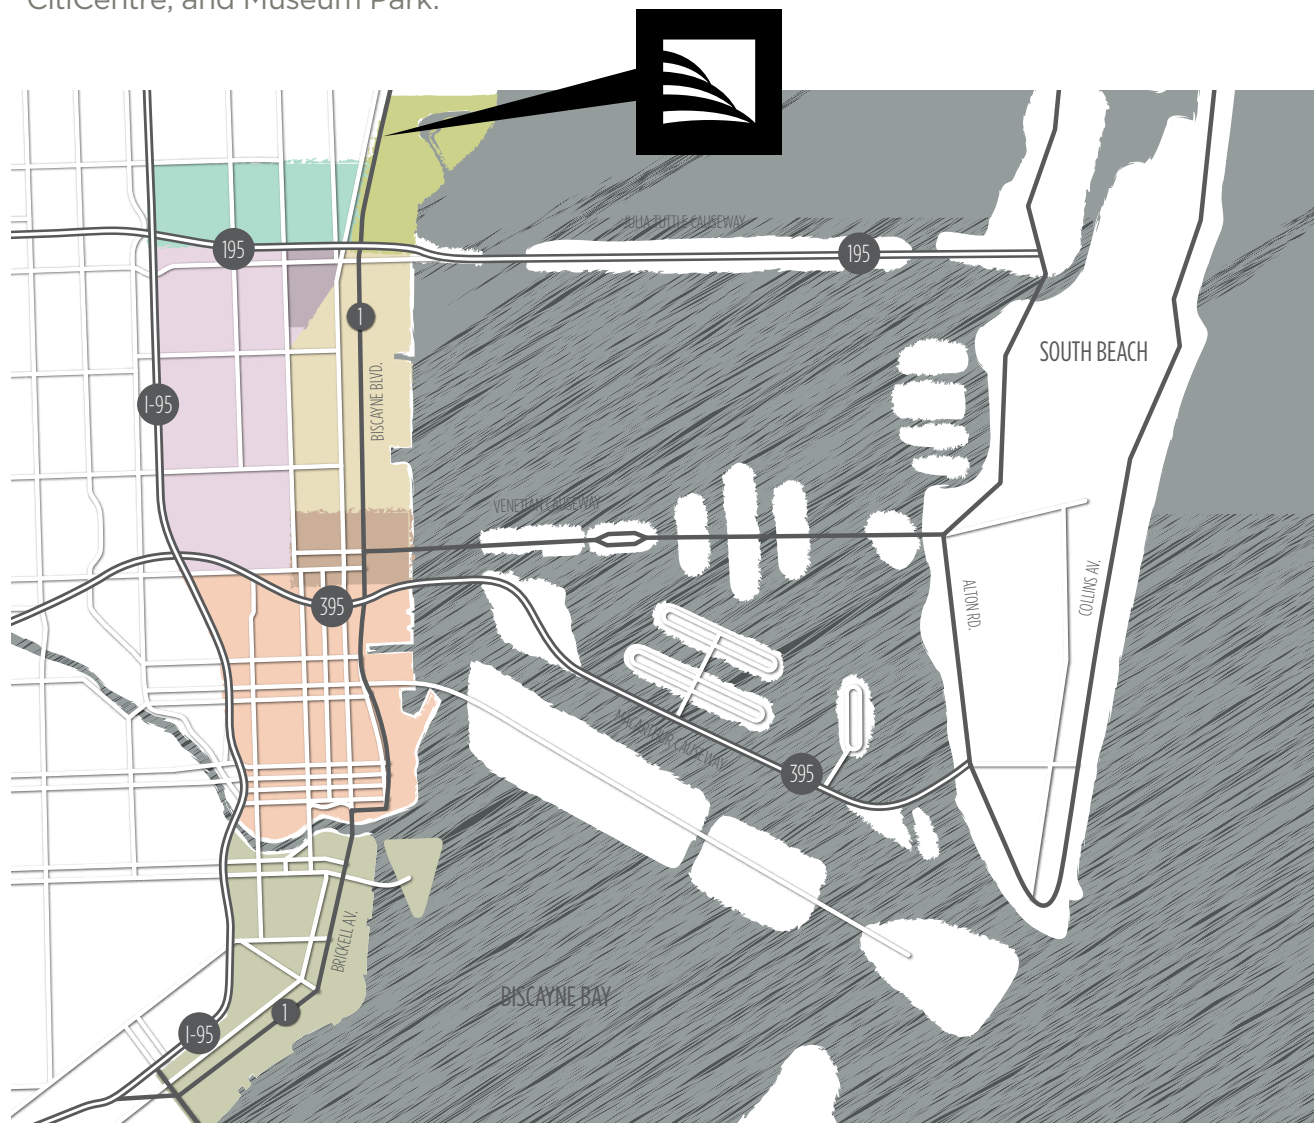 CitiCentre, and Museum Park.
JULIA TUTTLE CAUSEWAY
195
195
1
SOUTH BEACH
BISCAYNE BLVD.
I-95
VENETIAN CAUSEWAY
ALTON RD.
COLLINS AV.
395
MACARTHUR CAUSEWAY
395
BRICKELL AV.
BISCAYNE BAY
1
I-95